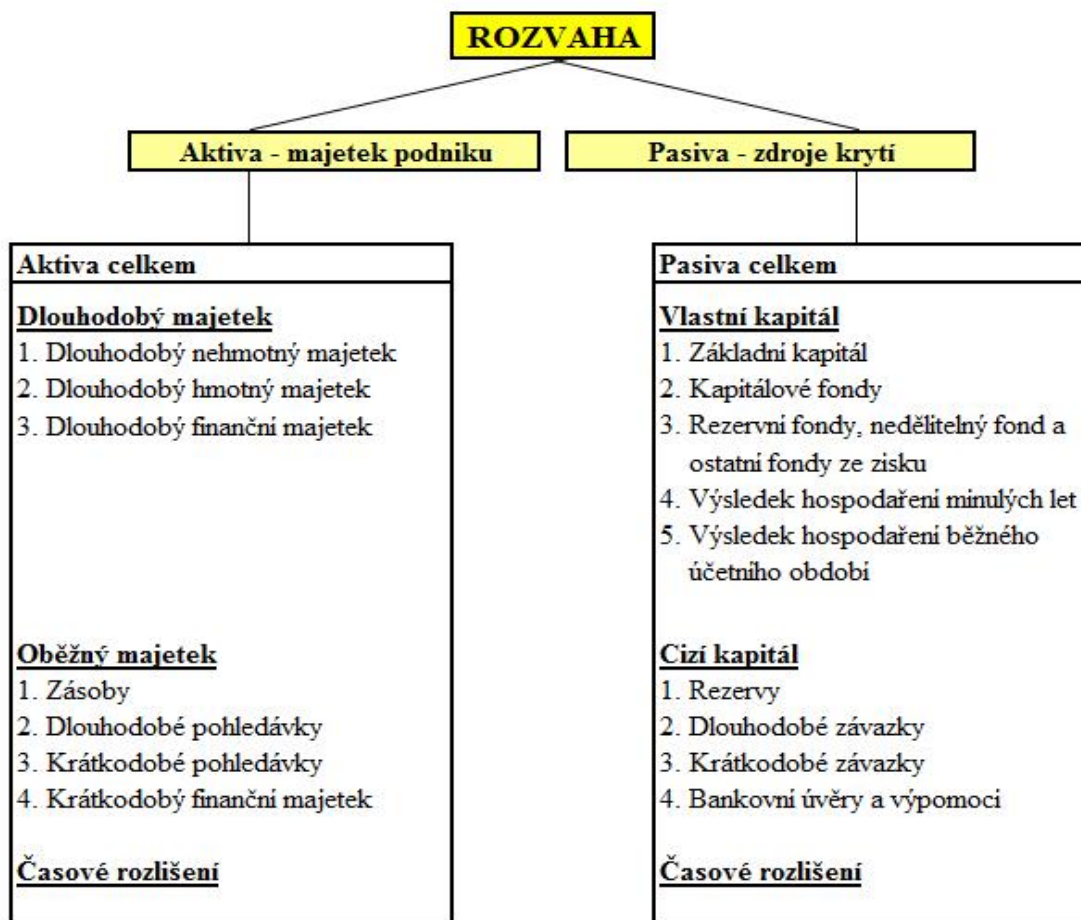 ROZVAHA
Aktiva - majetek podniku
Pasiva - zdroje krytí
Aktiva celkem
Dlouhodobý majetek
1. Dlouhodobý nehmotný majetek
2. Dlouhodobý hmotný majetek
3. Dlouhodobý finanční majetek
Oběžný majetek
1. Zásoby
2. Dlouhodobé pohledávky
3. Krátkodobé pohledávky
4. Krátkodobý finanční majetek
Časové rozlišení
Pasiva celkem
Vlastní kapitál
1. Základní kapitál
2. Kapitálové fondy
3. Rezervní fondy, nedělitelný fond a
ostatní fondy ze zisku
4. Výsledek hospodaření minulých let
5. Výsledek hospodaření běžného
účetního období
Cizí kapitál
1. Rezervy
2. Dlouhodobé závazky
3. Krátkodobé závazky
4. Bankovní úvěry a výpomoci
Časové rozlišení